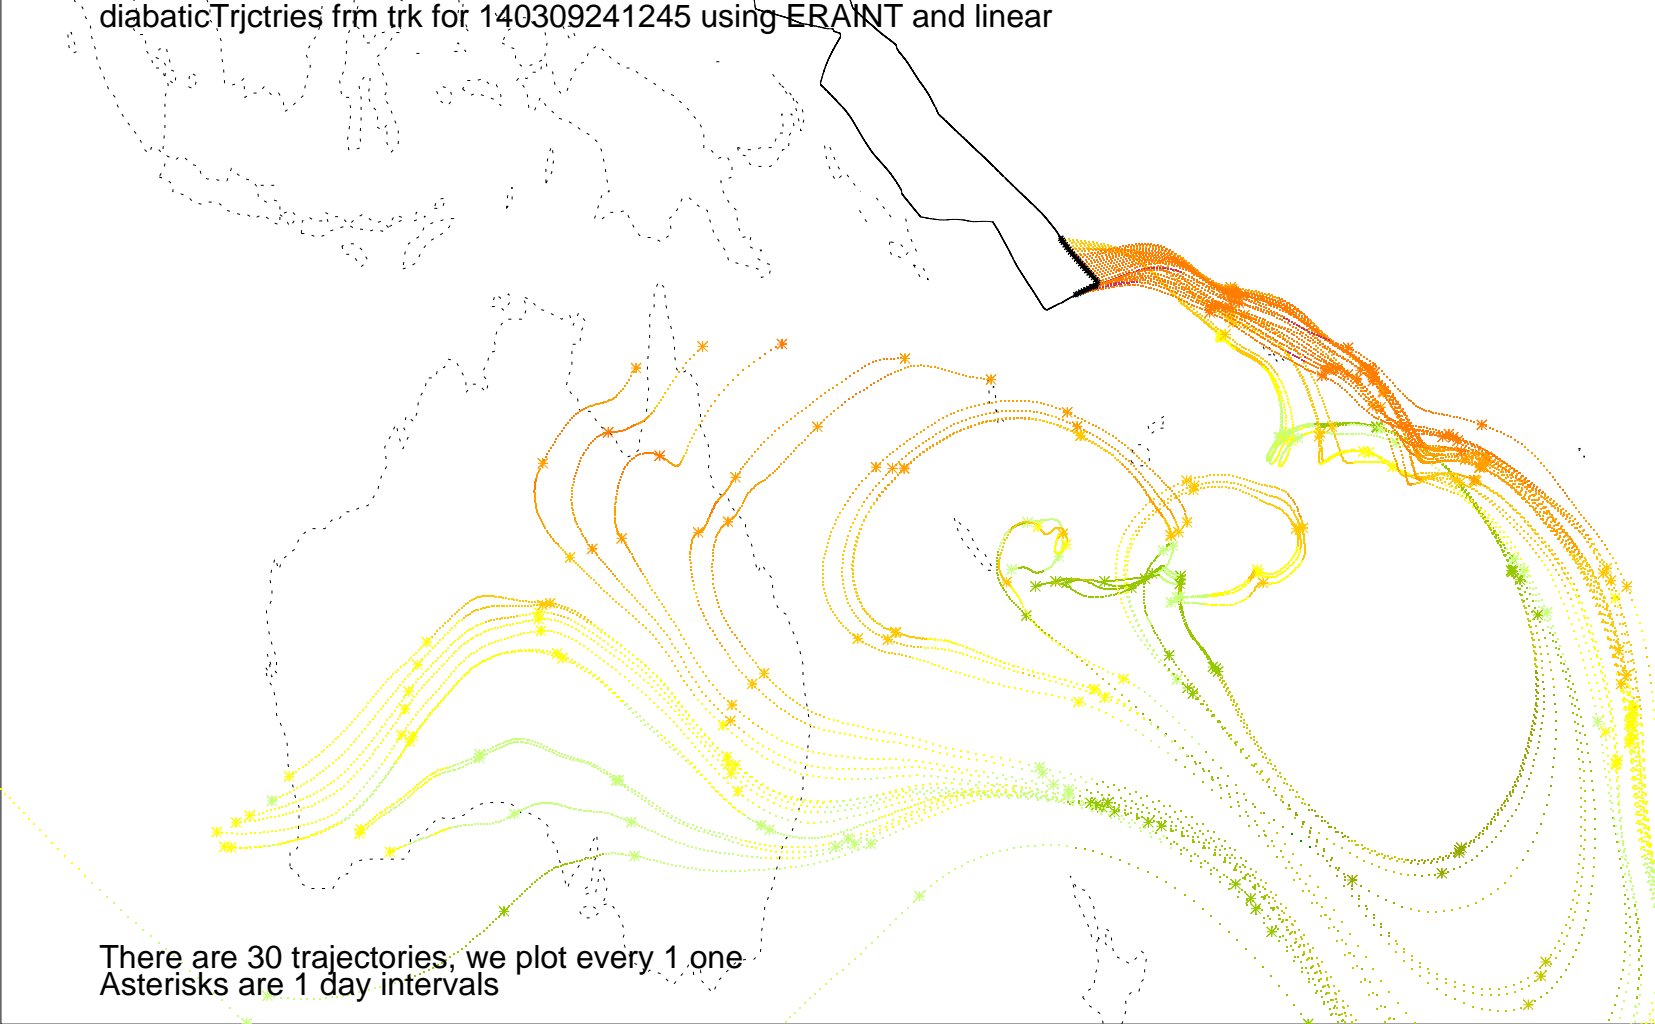 diabaticTrjctries frm trk for 140309241245 using ERAINT and linear
There are 30 trajectories, we plot every 1 one
Asterisks are 1 day intervals